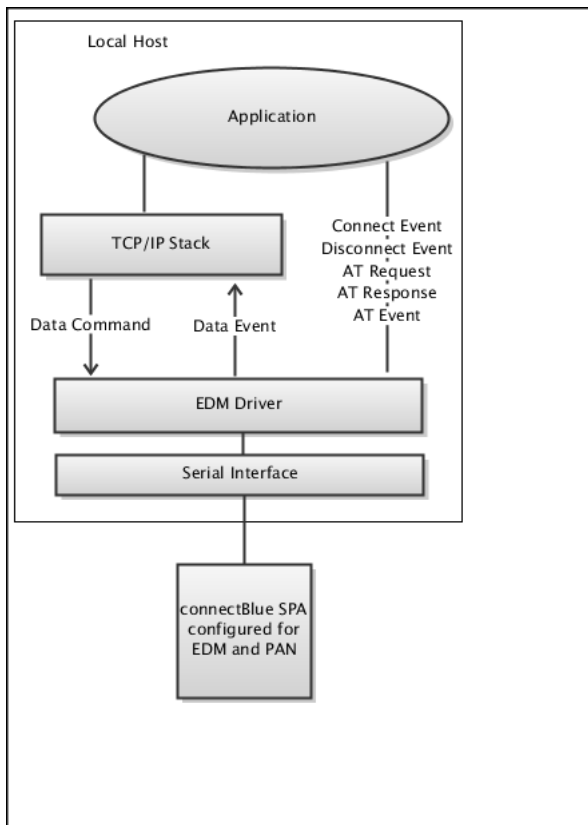 Local Host
Application
Connect Event
Disconnect Event
AT Request
AT Response
AT Event
TCP/IP Stack
Data Command
Data Event
EDM Driver
Serial Interface
connectBlue SPA
configured for
EDM and PAN